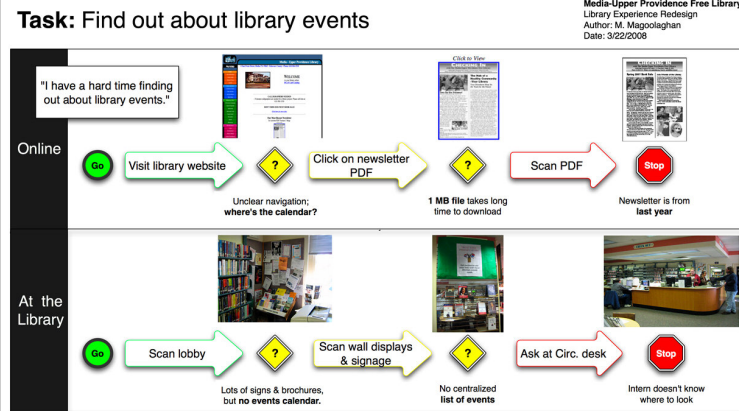 Task: Find out about library events
Media-Upper Providence Free Library
Library Experience Redesign
Author: M. Magoolaghan
Date: 3/22/2008
"I have a hard time finding
out about library events."
Online
Click to View
CHECKING IN
WELCOME
Go
Visit library website
?
Click on newsletter
PDF
?
Scan PDF
Stop
Unclear navigation;
where's the calendar?
1 MB file takes long
time to download
Newsletter is from
last year
At the
Library
Go
Scan lobby
?
Scan wall displays
& signage
?
Ask at Circ. desk
Stop
Lots of signs & brochures,
but no events calendar.
No centralized
list of events
Intern doesn't know
where to look